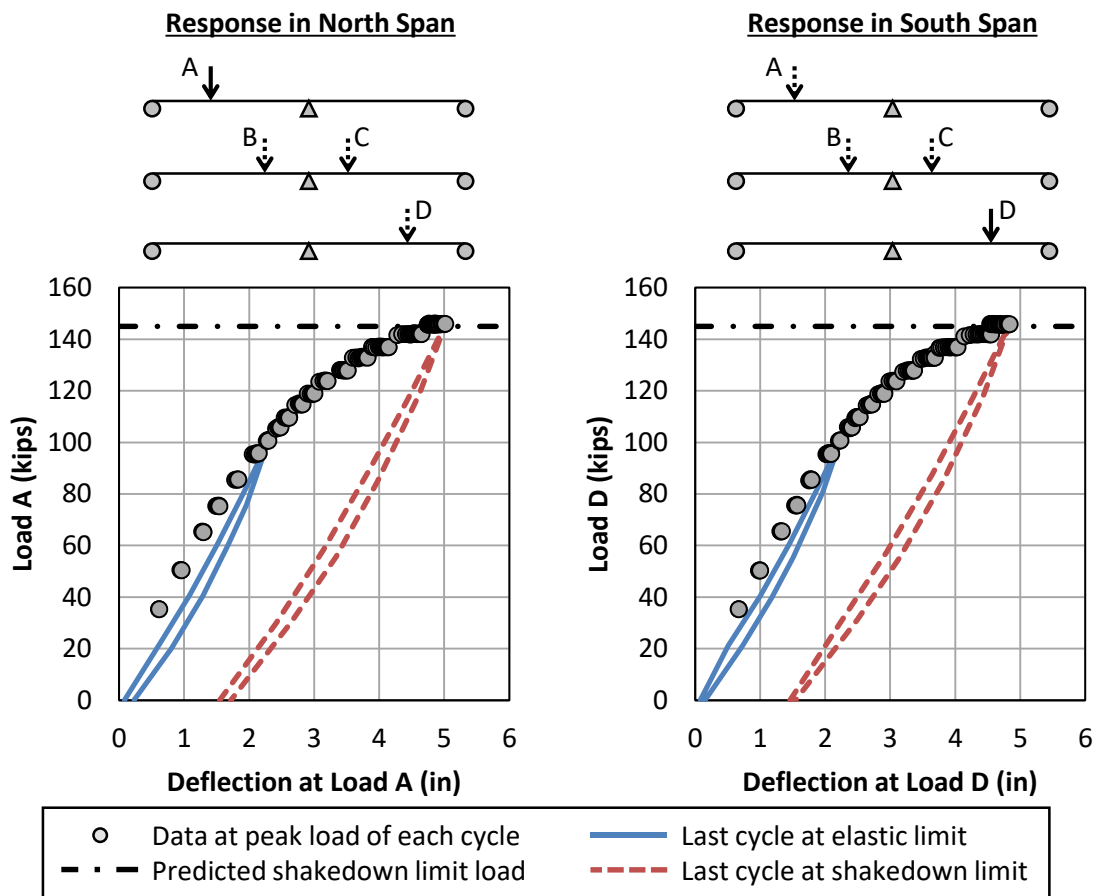 Response in North Span
A
B
C
D
160
140
120
100
80
60
40
20
0
Load A (kips)
0 1 2 3 4 5 6
Deflection at Load A (in)
Response in South Span
A
B
C
D
160
140
120
100
80
60
40
20
0
Load D (kips)
0 1 2 3 4 5 6
Deflection at Load D (in)
Data at peak load of each cycle
Last cycle at elastic limit
Predicted shakedown limit load
Last cycle at shakedown limit